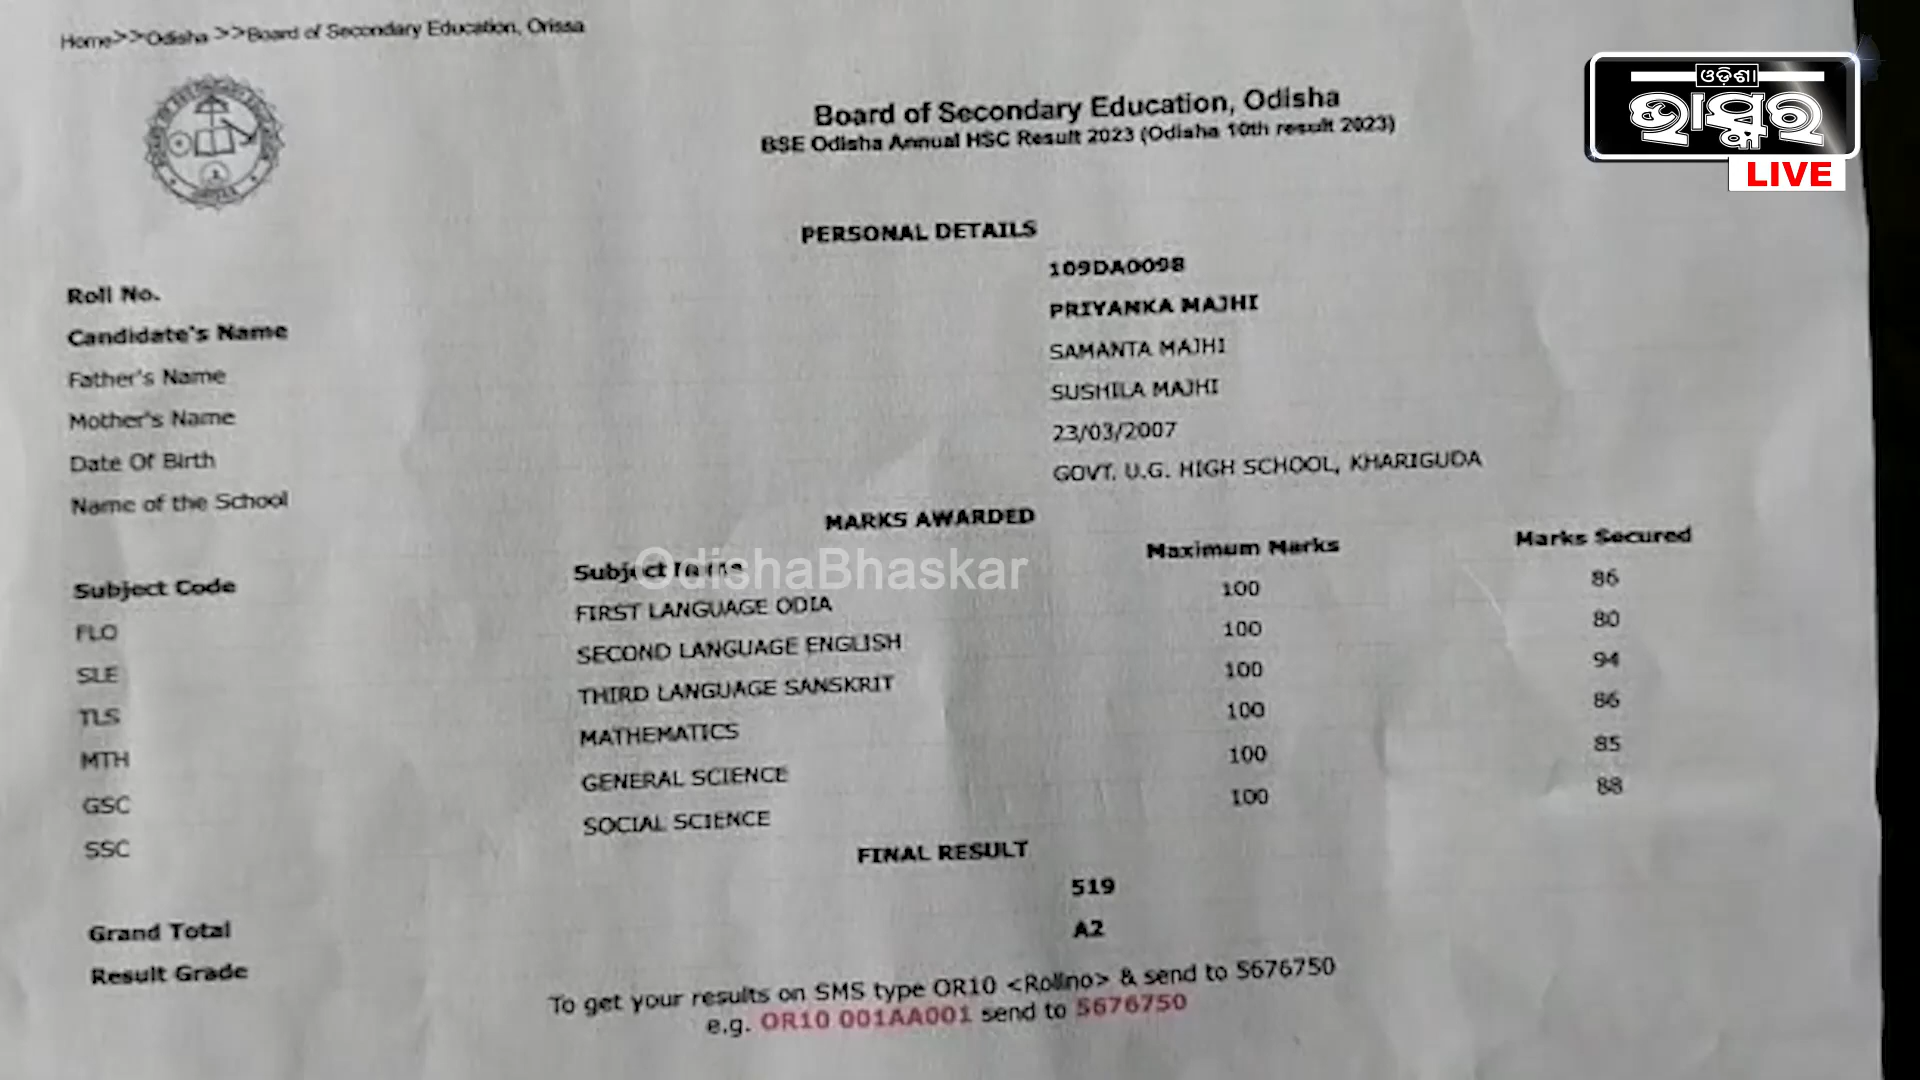 Home>>Odisha >>Board of Secondary Education, Orissa
ଓଡ଼ିଶା
ଭାସ୍କର
LIVE
Board of Secondary Education, Odisha
BSE Odisha Annual HSC Result 2023 (Odisha 10th result 2023)
PERSONAL DETAILS
Roll No. 109DA0098
Candidate's Name PRIYANKA MAJHI
Father's Name SAMANTA MAJHI
Mother's Name SUSHILA MAJHI
Date Of Birth 23/03/2007
Name of the School GOVT. U.G. HIGH SCHOOL, KHARIGUDA
MARKS AWARDED
Subject Code Subject Name Maximum Marks Marks Secured
OdishaBhaskar
FLO FIRST LANGUAGE ODIA 100 86
SLE SECOND LANGUAGE ENGLISH 100 80
TLS THIRD LANGUAGE SANSKRIT 100 94
MTH MATHEMATICS 100 86
GSC GENERAL SCIENCE 100 85
SSC SOCIAL SCIENCE 100 88
FINAL RESULT
Grand Total 519
Result Grade A2
To get your results on SMS type OR10 <Rollno> & send to 5676750
e.g. OR10 001AA001 send to 5676750